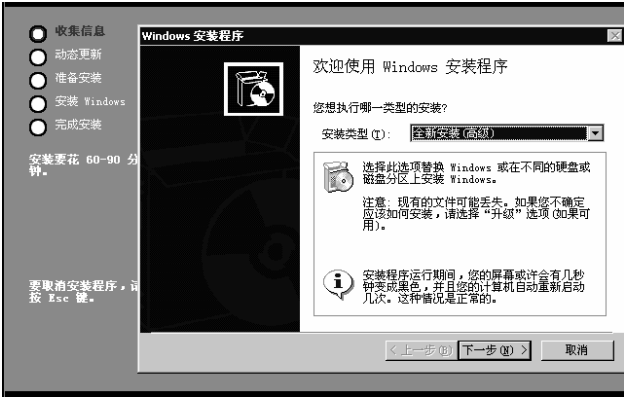 收集信息
动态更新
准备安装
安装 Windows
完成安装
安装要花 60-90 分
钟。
要取消安装程序，请
按 Esc 键。
Windows 安装程序
欢迎使用 Windows 安装程序
您想执行哪一类型的安装?
安装类型(T):
全新安装(高级)
选择此选项替换 Windows 或在不同的硬盘或
磁盘分区上安装 Windows。
注意: 现有的文件可能丢失。如果您不确定
应该如何安装，请选择“升级”选项(如果可
用)。
安装程序运行期间，您的屏幕或许会有几秒
钟变成黑色，并且您的计算机自动重新启动
几次。这种情况是正常的。
< 上一步(B)
下一步(N) >
取消